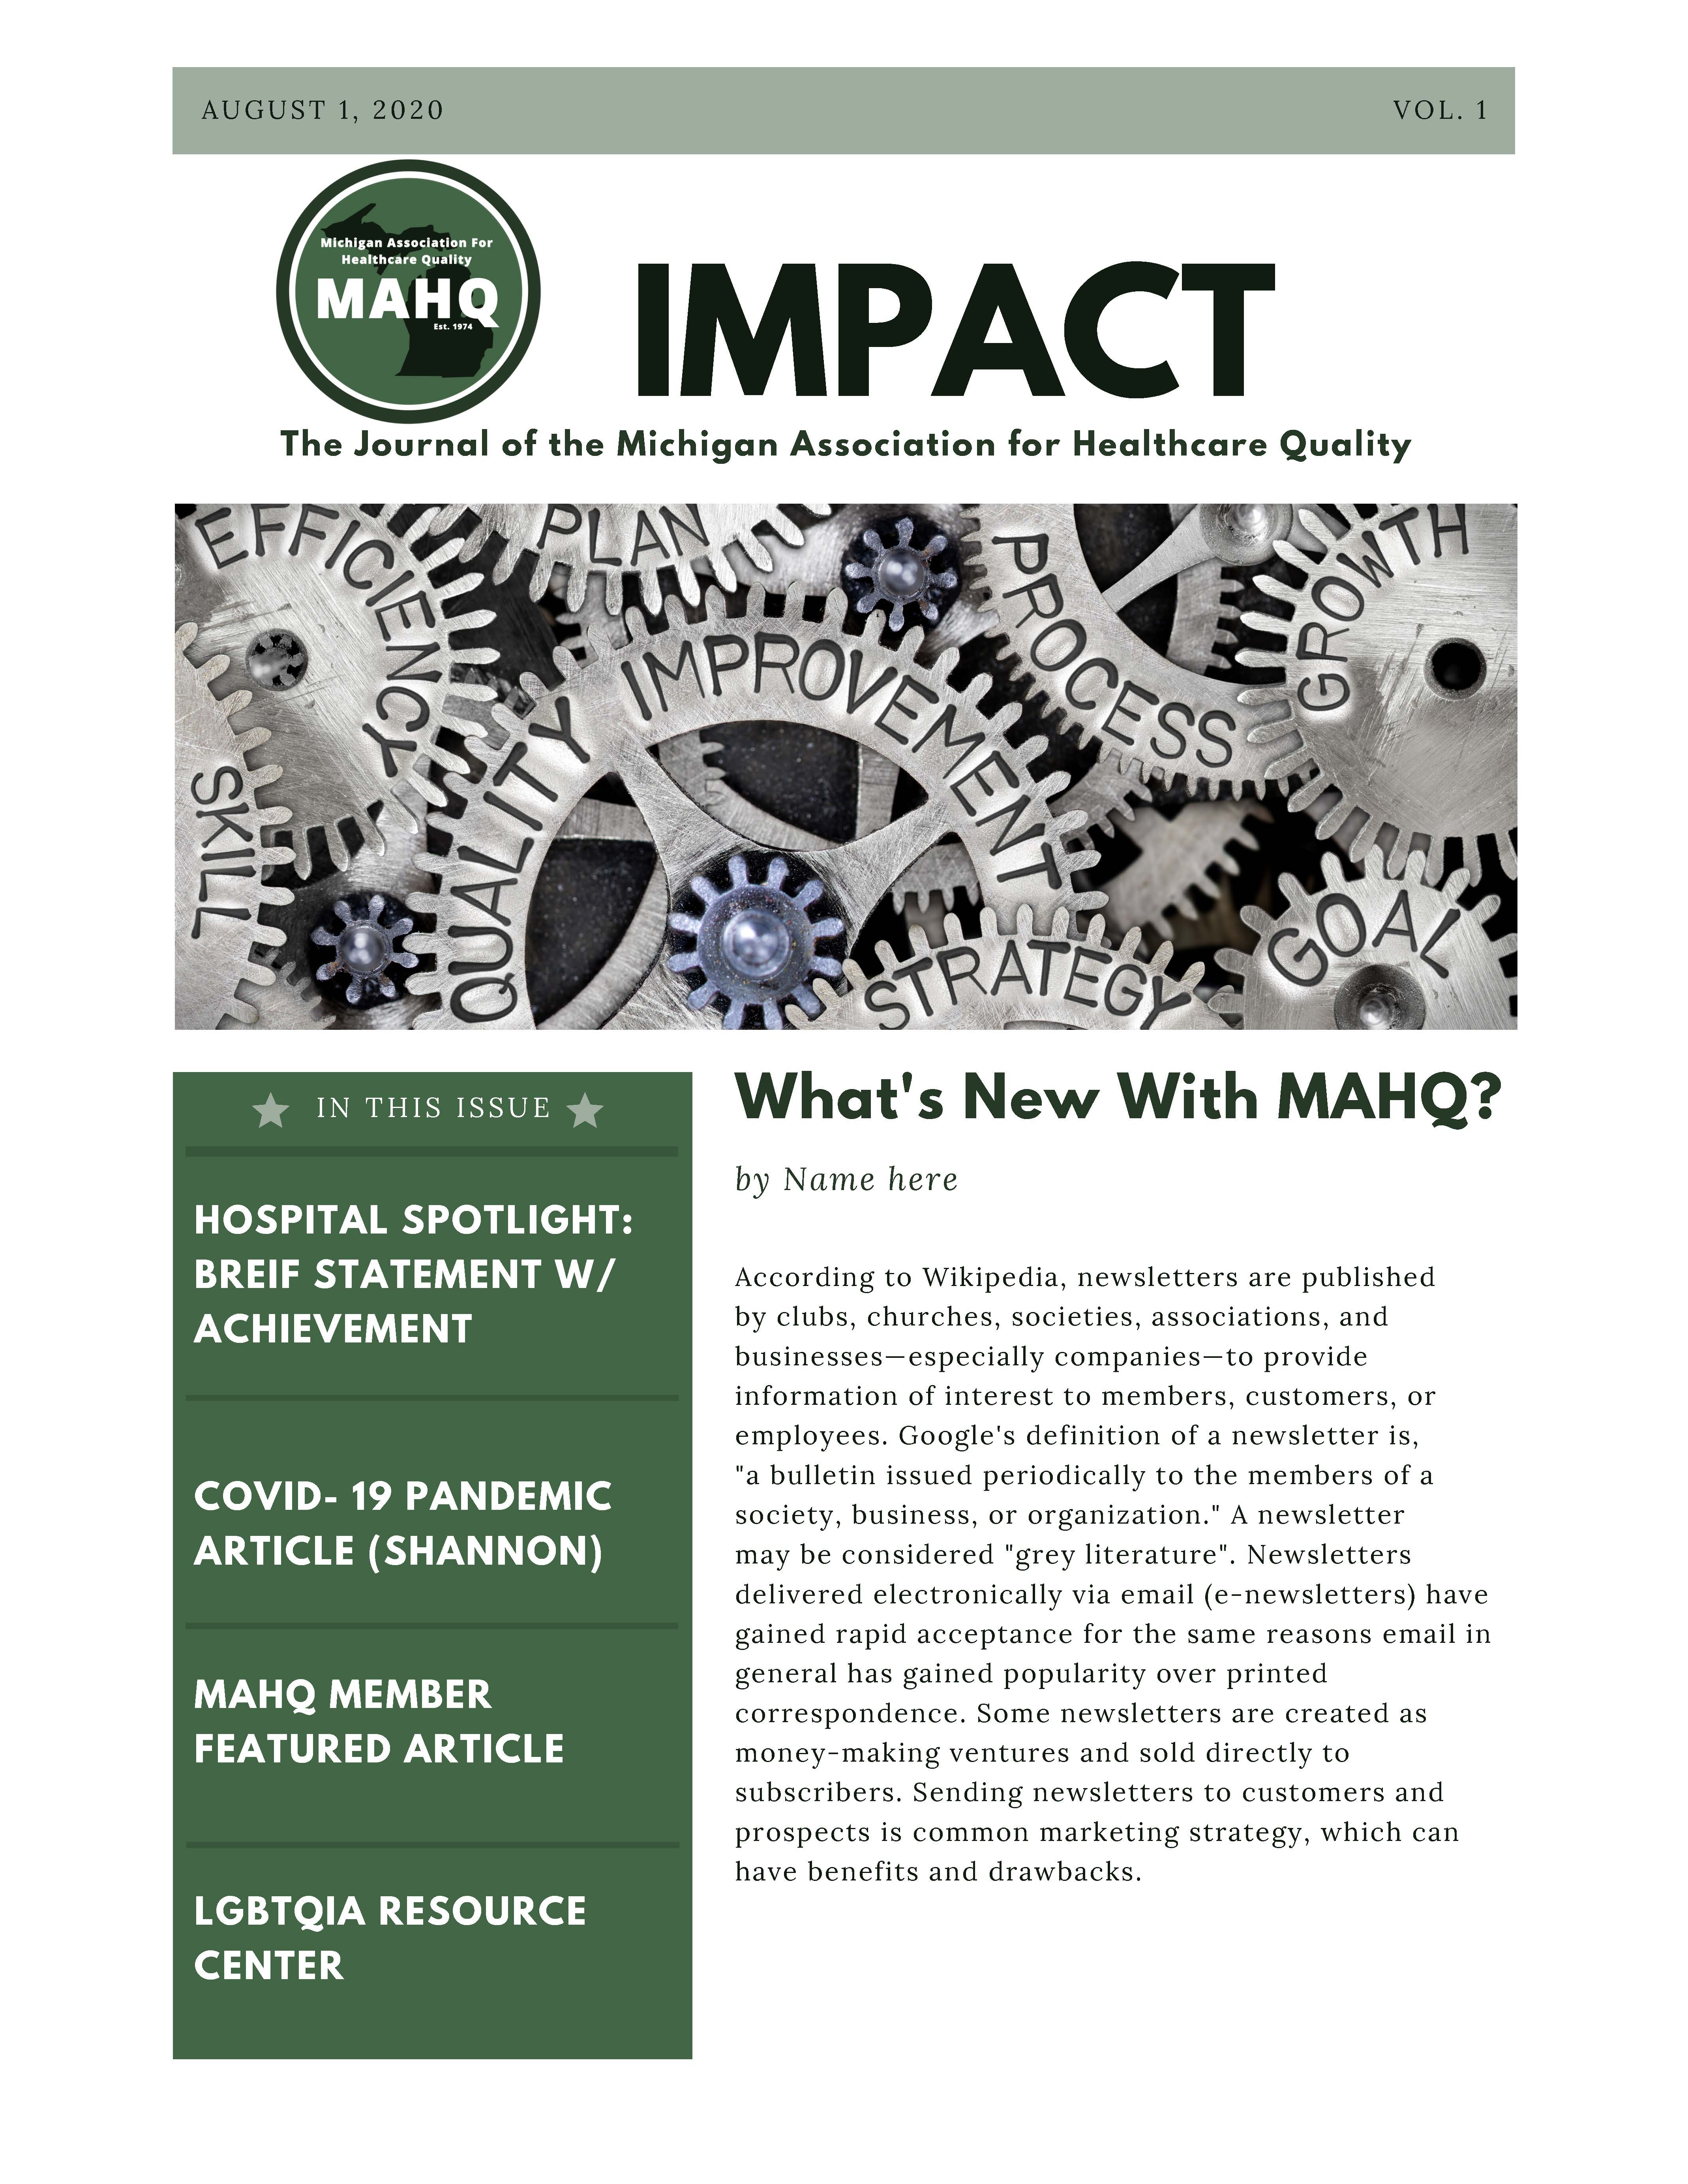 AUGUST 1, 2020
VOL. 1
Michigan Association For
Healthcare Quality
MAHQ
Est. 1974
IMPACT
The Journal of the Michigan Association for Healthcare Quality
EFFICIENCY
PLAN
PROCESS
GROWTH
QUALITY IMPROVEMENT
SKILL
STRATEGY
GOAL
IN THIS ISSUE
HOSPITAL SPOTLIGHT:
BREIF STATEMENT W/
ACHIEVEMENT
COVID- 19 PANDEMIC
ARTICLE (SHANNON)
MAHQ MEMBER
FEATURED ARTICLE
LGBTQIA RESOURCE
CENTER
What's New With MAHQ?
by Name here
According to Wikipedia, newsletters are published
by clubs, churches, societies, associations, and
businesses—especially companies—to provide
information of interest to members, customers, or
employees. Google's definition of a newsletter is,
"a bulletin issued periodically to the members of a
society, business, or organization." A newsletter
may be considered "grey literature". Newsletters
delivered electronically via email (e-newsletters) have
gained rapid acceptance for the same reasons email in
general has gained popularity over printed
correspondence. Some newsletters are created as
money-making ventures and sold directly to
subscribers. Sending newsletters to customers and
prospects is common marketing strategy, which can
have benefits and drawbacks.